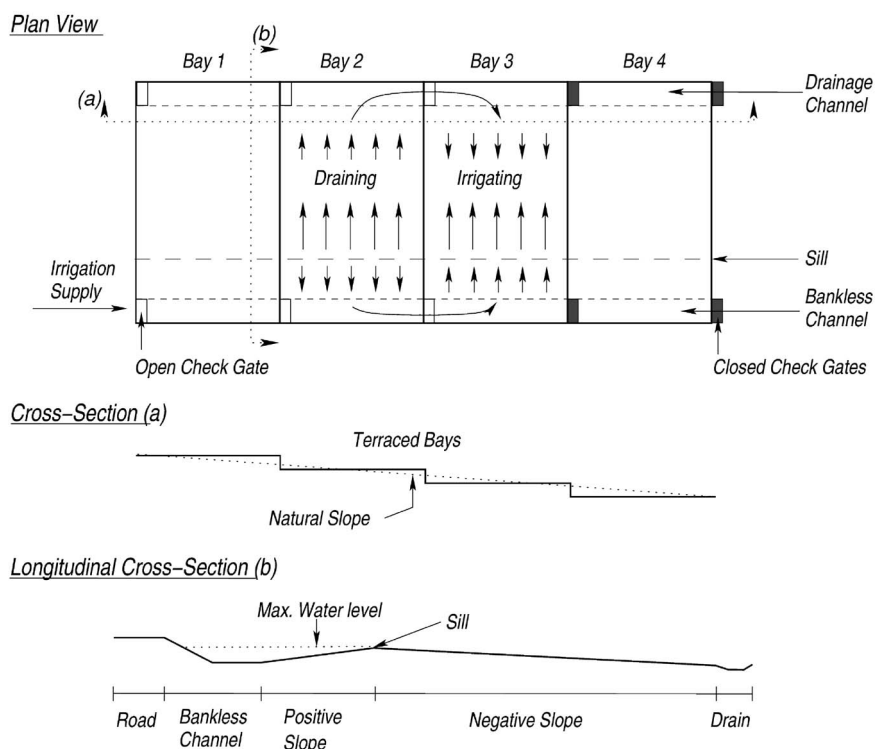 Plan View
(b)
Bay 1
Bay 2
Bay 3
Bay 4
(a)
Drainage
Channel
Draining
Irrigating
Irrigation
Supply
Sill
Bankless
Channel
Open Check Gate
Closed Check Gates
Cross−Section (a)
Terraced Bays
Natural Slope
Longitudinal Cross−Section (b)
Max. Water level
Sill
Road
Bankless
Channel
Positive
Slope
Negative Slope
Drain